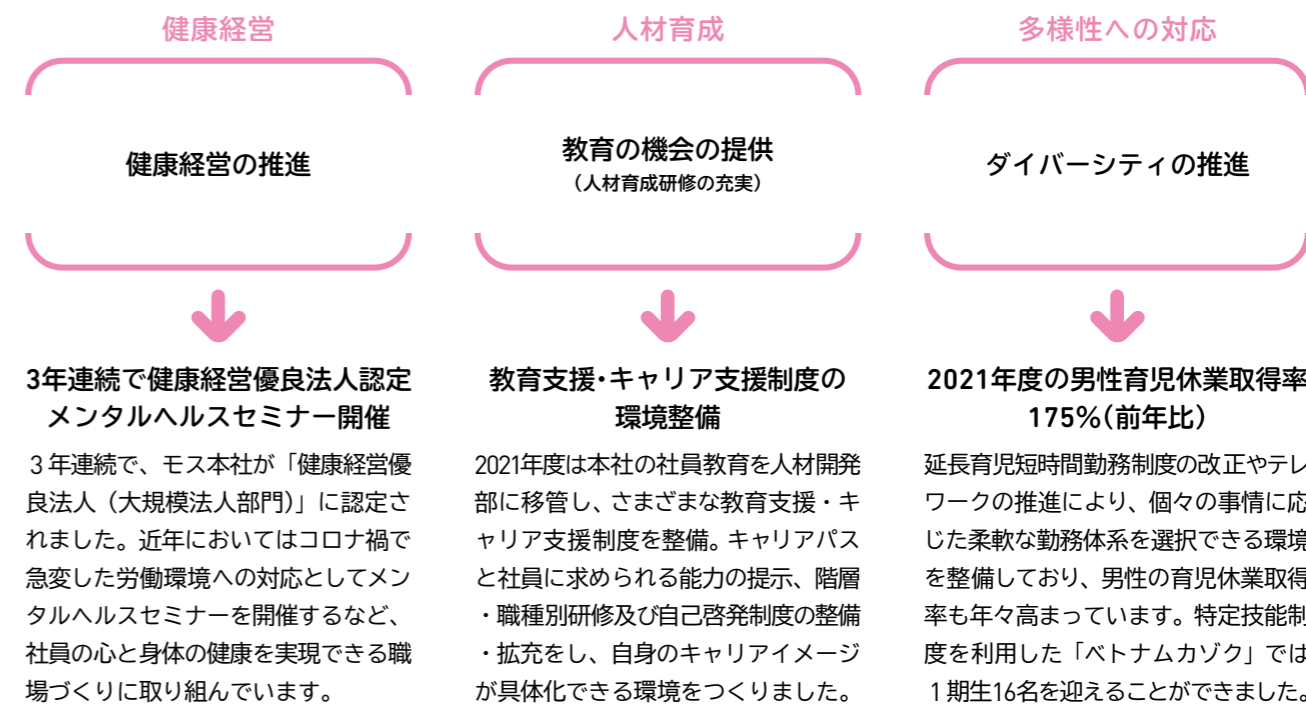 健康経営
健康経営の推進
3年連続で健康経営優良法人認定
メンタルヘルスセミナー開催
3年連続で、モス本社が「健康経営優
良法人（大規模法人部門）」に認定さ
れました。近年においてはコロナ禍で
急変した労働環境への対応としてメン
タルヘルスセミナーを開催するなど、
社員の心と身体の健康を実現できる職
場づくりに取り組んでいます。
人材育成
教育の機会の提供
（人材育成研修の充実）
教育支援・キャリア支援制度の
環境整備
2021年度は本社の社員教育を人材開発
部に移管し、さまざまな教育支援・キ
ャリア支援制度を整備。キャリアパス
と社員に求められる能力の提示、階層
・職種別研修及び自己啓発制度の整備
・拡充をし、自身のキャリアイメージ
が具体化できる環境をつくりました。
多様性への対応
ダイバーシティの推進
2021年度の男性育児休業取得率
175%（前年比）
延長育児短時間勤務制度の改正やテレ
ワークの推進により、個々の事情に応
じた柔軟な勤務体系を選択できる環境
を整備しており、男性の育児休業取得
率も年々高まっています。特定技能制
度を利用した「ベトナムカゾク」では
1期生16名を迎えることができました。